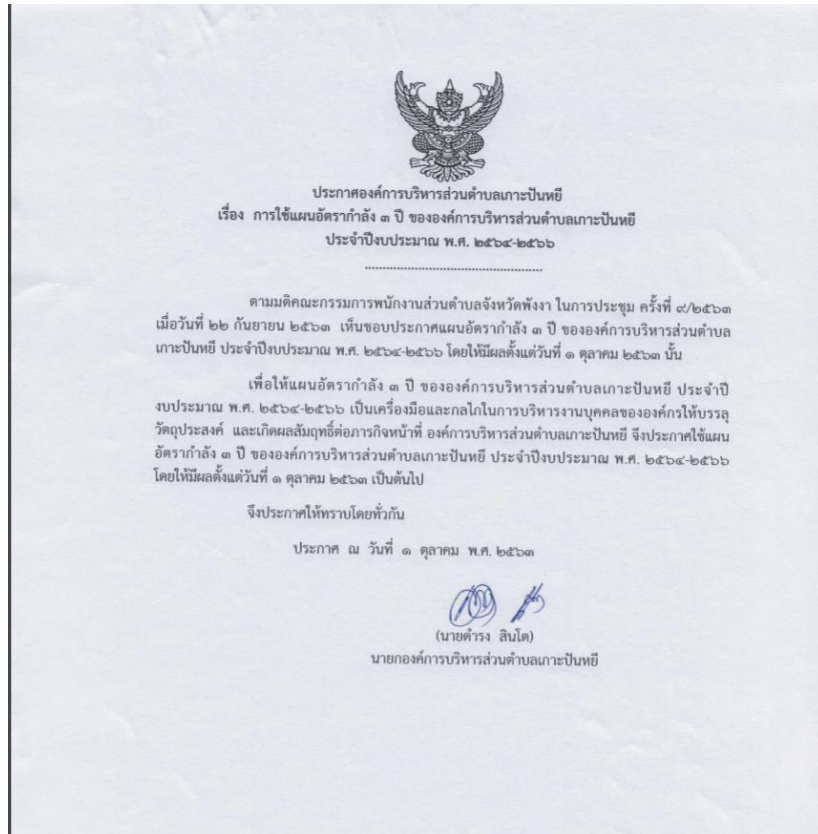 ประกาศองค์การบริหารส่วนตำบลเกาะปันหยี
เรื่อง การใช้แผนอัตรากำลัง ๓ ปี ขององค์การบริหารส่วนตำบลเกาะปันหยี
ประจำปีงบประมาณ พ.ศ. ๒๕๖๔-๒๕๖๖
ตามมติคณะกรรมการพนักงานส่วนตำบลจังหวัดพังงา ในการประชุม ครั้งที่ ๙/๒๕๖๓
เมื่อวันที่ ๒๒ กันยายน ๒๕๖๓ เห็นชอบประกาศแผนอัตรากำลัง ๓ ปี ขององค์การบริหารส่วนตำบล
เกาะปันหยี ประจำปีงบประมาณ พ.ศ. ๒๕๖๔-๒๕๖๖ โดยให้มีผลตั้งแต่วันที่ ๑ ตุลาคม ๒๕๖๓ นั้น
เพื่อให้แผนอัตรากำลัง ๓ ปี ขององค์การบริหารส่วนตำบลเกาะปันหยี ประจำปี
งบประมาณ พ.ศ. ๒๕๖๔-๒๕๖๖ เป็นเครื่องมือและกลไกในการบริหารงานบุคคลขององค์กรให้บรรลุ
วัตถุประสงค์ และเกิดผลสัมฤทธิ์ต่อภารกิจหน้าที่ องค์การบริหารส่วนตำบลเกาะปันหยี จึงประกาศใช้แผน
อัตรากำลัง ๓ ปี ขององค์การบริหารส่วนตำบลเกาะปันหยี ประจำปีงบประมาณ พ.ศ. ๒๕๖๔-๒๕๖๖
โดยให้มีผลตั้งแต่วันที่ ๑ ตุลาคม ๒๕๖๓ เป็นต้นไป
จึงประกาศให้ทราบโดยทั่วกัน
ประกาศ ณ วันที่ ๑ ตุลาคม พ.ศ. ๒๕๖๓
(นายดำรง สินโต)
นายกองค์การบริหารส่วนตำบลเกาะปันหยี